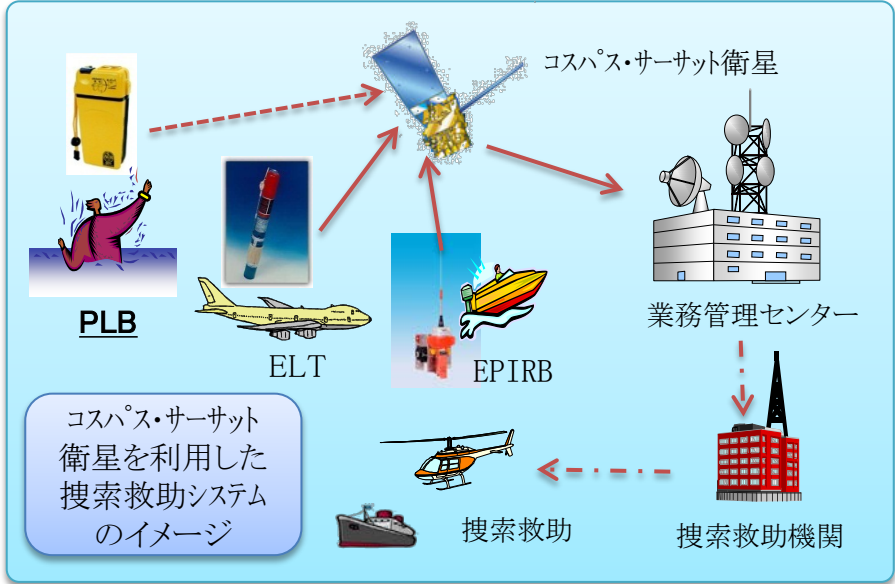 コスパス・サーサット衛星
PLB
ELT
EPIRB
業務管理センター
コスパス・サーサット
衛星を利用した
捜索救助システム
のイメージ
捜索救助
捜索救助機関